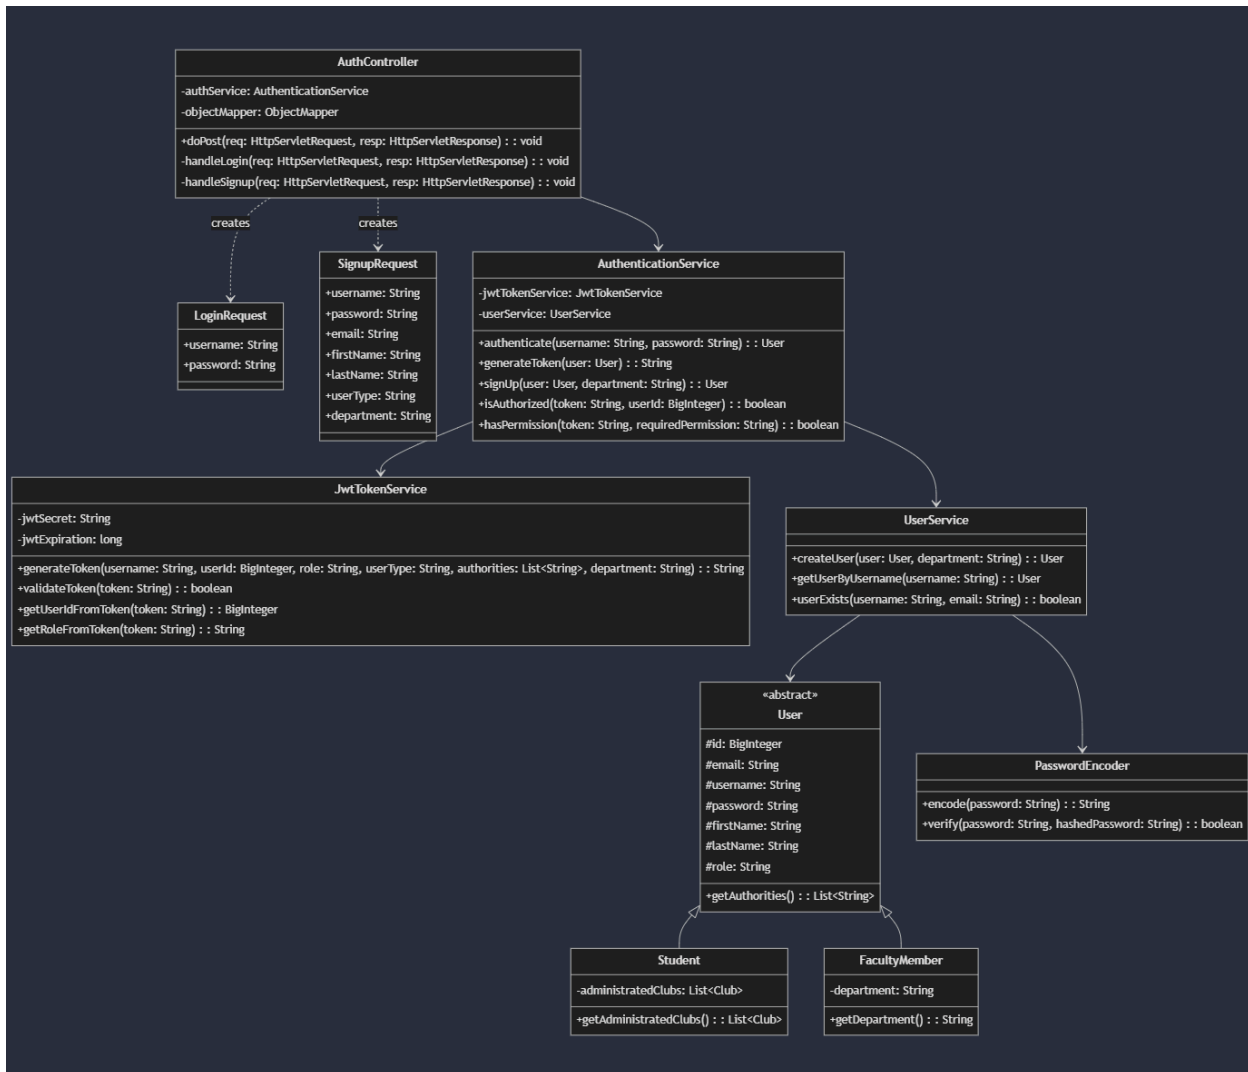 AuthController
-authService: AuthenticationService
-objectMapper: ObjectMapper
+doPost(req: HttpServletRequest, resp: HttpServletResponse) : : void
-handleLogin(req: HttpServletRequest, resp: HttpServletResponse) : : void
-handleSignup(req: HttpServletRequest, resp: HttpServletResponse) : : void
creates
creates
LoginRequest
+username: String
+password: String
SignupRequest
+username: String
+password: String
+email: String
+firstName: String
+lastName: String
+userType: String
+department: String
AuthenticationService
-jwtTokenService: JwtTokenService
-userService: UserService
+authenticate(username: String, password: String) : : User
+generateToken(user: User) : : String
+signUp(user: User, department: String) : : User
+isAuthorized(token: String, userId: BigInteger) : : boolean
+hasPermission(token: String, requiredPermission: String) : : boolean
JwtTokenService
-jwtSecret: String
-jwtExpiration: long
+generateToken(username: String, userId: BigInteger, role: String, userType: String, authorities: List<String>, department: String) : : String
+validateToken(token: String) : : boolean
+getUserIdFromToken(token: String) : : BigInteger
+getRoleFromToken(token: String) : : String
UserService
+createUser(user: User, department: String) : : User
+getUserByUsername(username: String) : : User
+userExists(username: String, email: String) : : boolean
«abstract»
User
#id: BigInteger
#email: String
#username: String
#password: String
#firstName: String
#lastName: String
#role: String
+getAuthorities() : : List<String>
PasswordEncoder
+encode(password: String) : : String
+verify(password: String, hashedPassword: String) : : boolean
Student
-administratedClubs: List<Club>
+getAdministratedClubs() : : List<Club>
FacultyMember
-department: String
+getDepartment() : : String